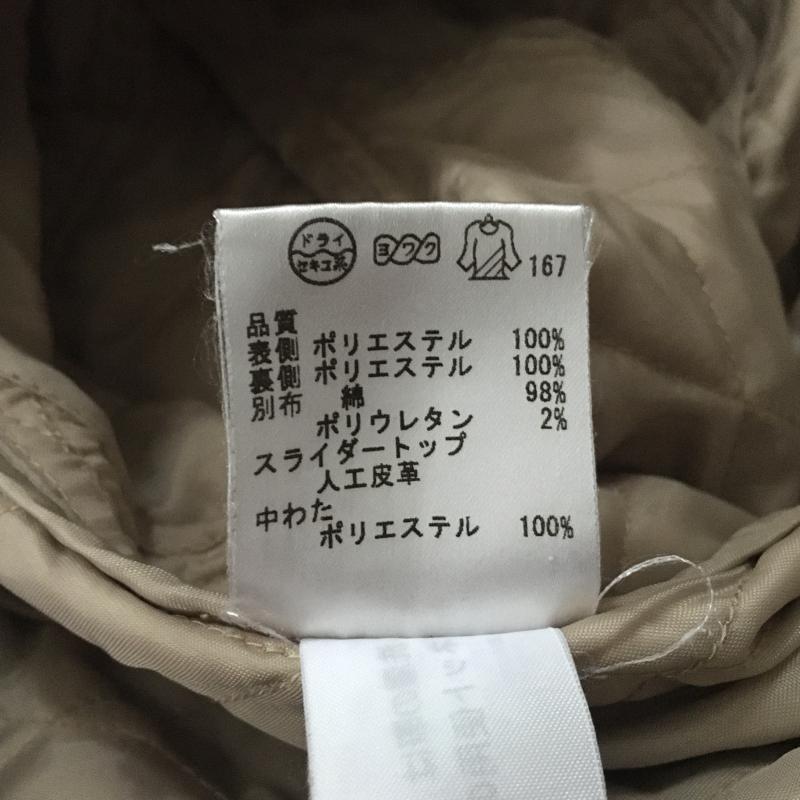 ドライ
セキユ系
ヨワク
167
品質
表側 ポリエステル 100%
裏側 ポリエステル 100%
別布 綿 98%
ポリウレタン 2%
スライダートップ
人工皮革
中わた
ポリエステル 100%